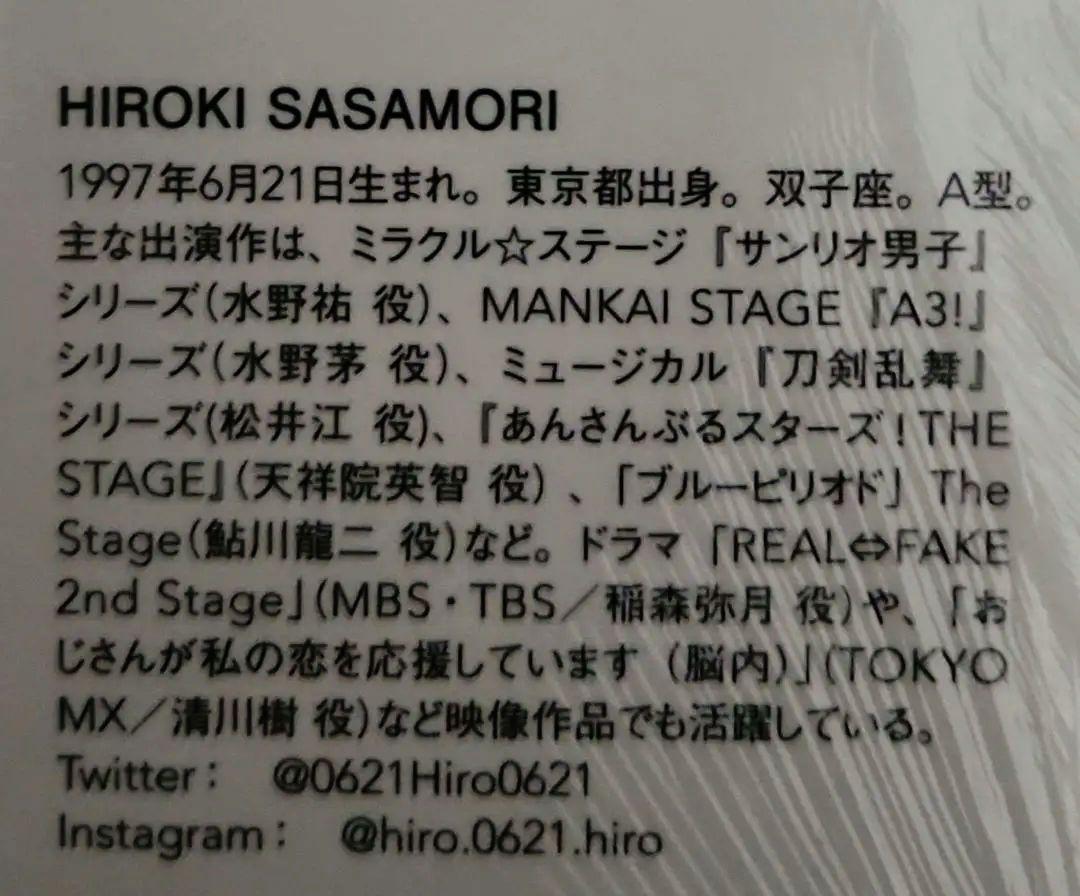 HIROKI SASAMORI
1997年6月21日生まれ。東京都出身。双子座。A型。
主な出演作は、ミラクル☆ステージ『サンリオ男子』
シリーズ(水野祐 役)、MANKAI STAGE『A3!』
シリーズ(水野茅 役)、ミュージカル『刀剣乱舞』
シリーズ(松井江 役)、『あんさんぶるスターズ！THE
STAGE』(天祥院英智 役) 、「ブルーピリオド」The
Stage(鮎川龍二 役)など。ドラマ「REAL⇔FAKE
2nd Stage」(MBS・TBS／稲森弥月 役)や、「お
じさんが私の恋を応援しています（脳内）」(TOKYO
MX／清川樹 役)など映像作品でも活躍している。
Twitter： @0621Hiro0621
Instagram： @hiro.0621.hiro